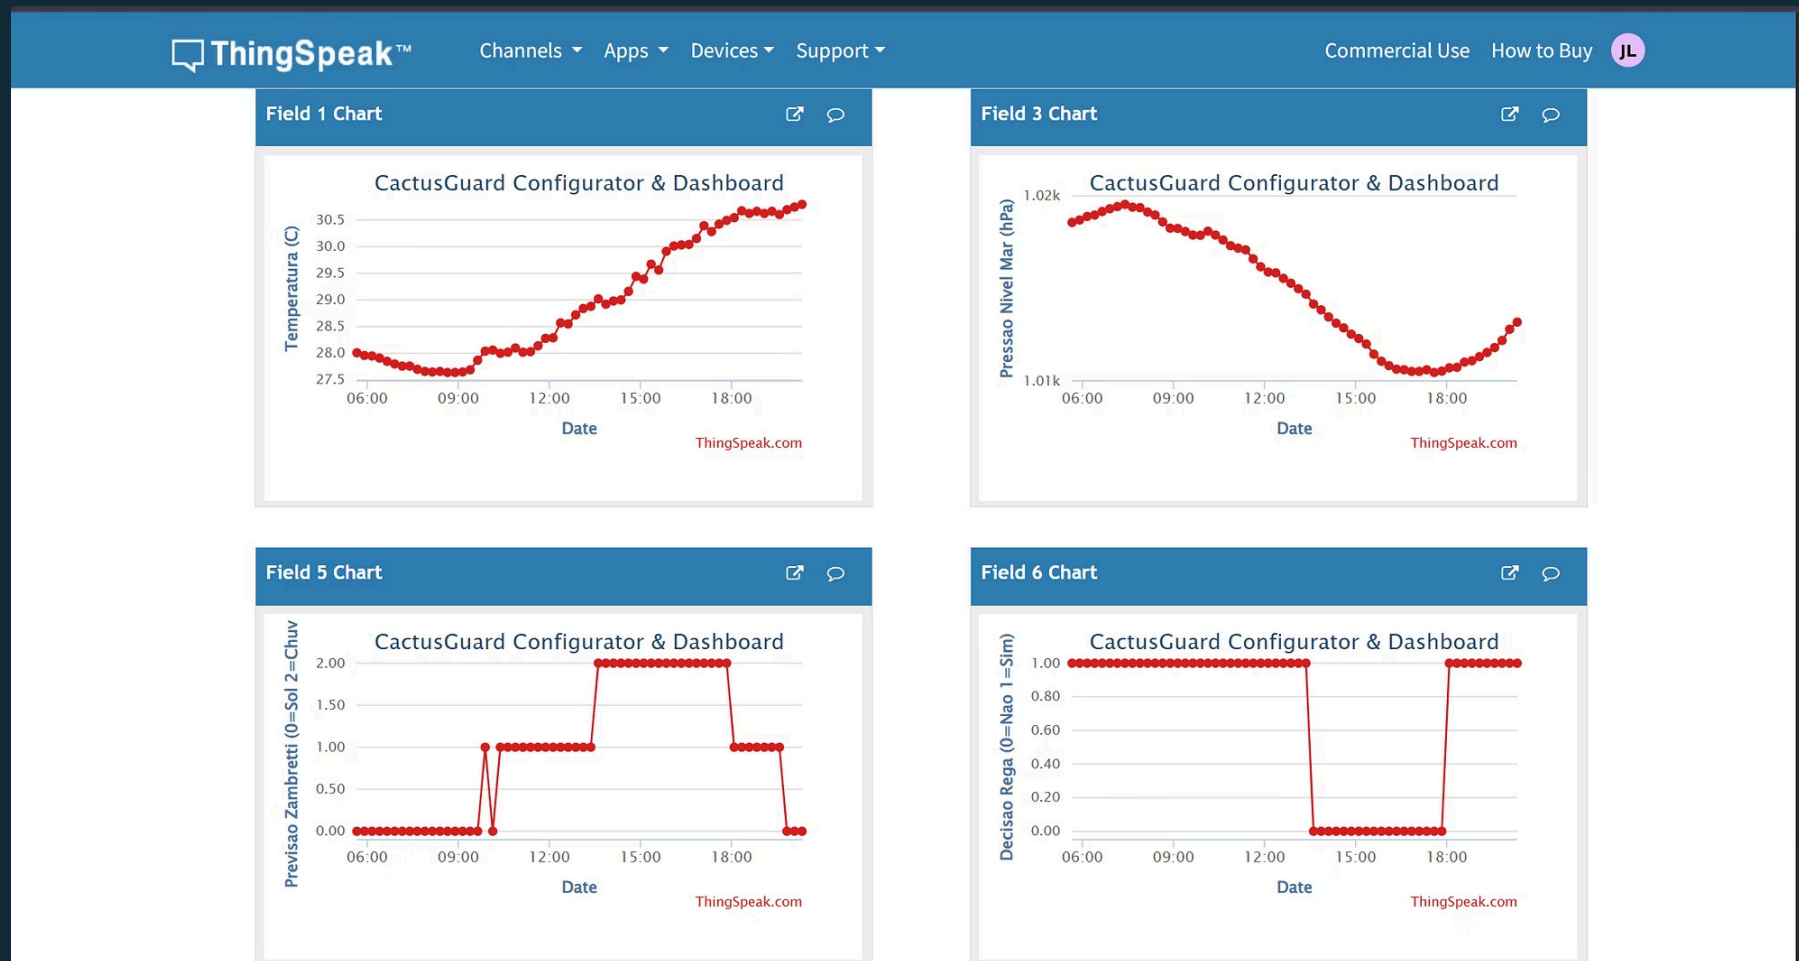 ThingSpeak™ Channels Apps Devices Support Commercial Use How to Buy JL
Field 1 Chart
CactusGuard Configurator & Dashboard
Temperatura (C)
30.5
30.0
29.5
29.0
28.5
28.0
27.5
06:00 09:00 12:00 15:00 18:00
Date
ThingSpeak.com
Field 3 Chart
CactusGuard Configurator & Dashboard
Pressao Nivel Mar (hPa)
1.02k
1.01k
06:00 09:00 12:00 15:00 18:00
Date
ThingSpeak.com
Field 5 Chart
CactusGuard Configurator & Dashboard
Previsao Zambretti (0=Sol 2=Chuv
2.00
1.50
1.00
0.50
0.00
06:00 09:00 12:00 15:00 18:00
Date
ThingSpeak.com
Field 6 Chart
CactusGuard Configurator & Dashboard
Decisao Rega (0=Nao 1=Sim)
1.00
0.80
0.60
0.40
0.20
0.00
06:00 09:00 12:00 15:00 18:00
Date
ThingSpeak.com